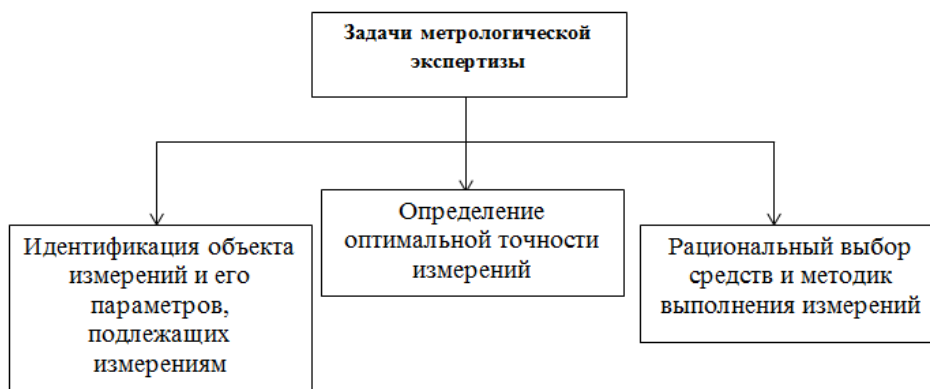 Задачи метрологической
экспертизы
Идентификация объекта
измерений и его
параметров,
подлежащих
измерениям
Определение
оптимальной точности
измерений
Рациональный выбор
средств и методик
выполнения измерений